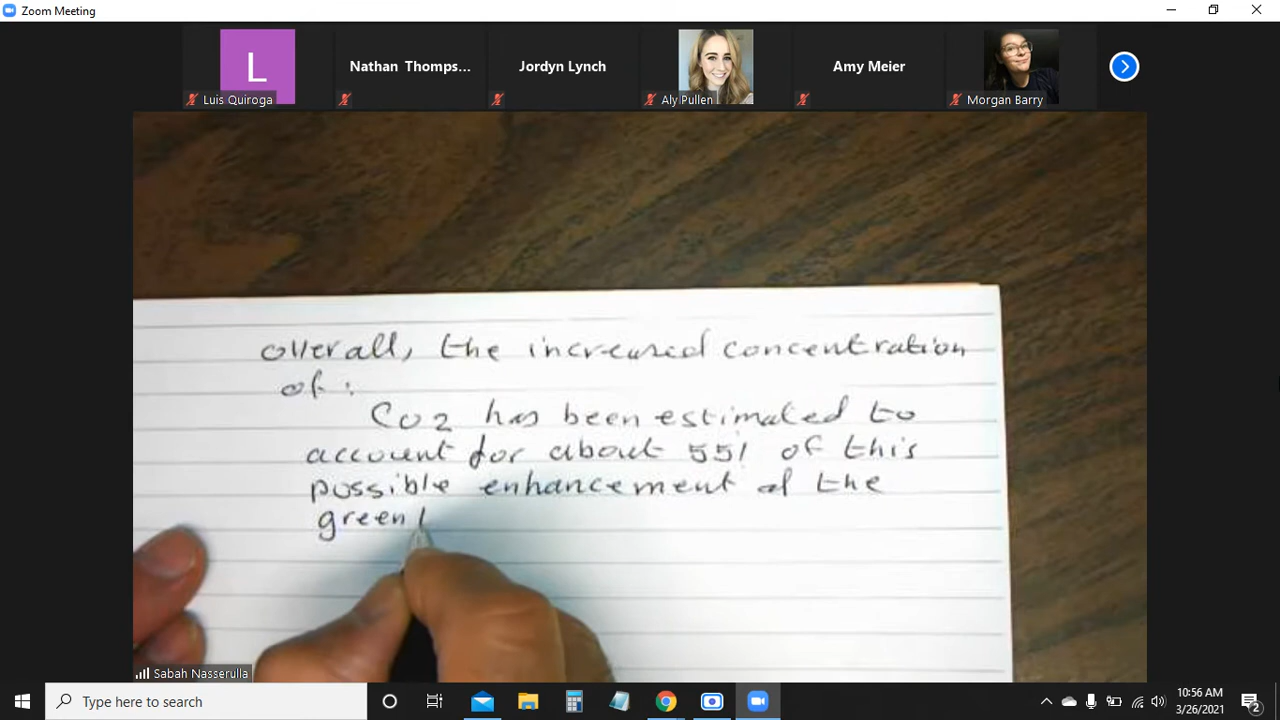 Zoom Meeting
L
Luis Quiroga
Nathan Thomps...
Jordyn Lynch
Aly Pullen
Amy Meier
Morgan Barry
overall, the increased concentration
of :
CO2 has been estimated to
account for about 55% of this
possible enhancement of the
green
Sabah Nasserulla
Type here to search
10:56 AM
3/26/2021
2